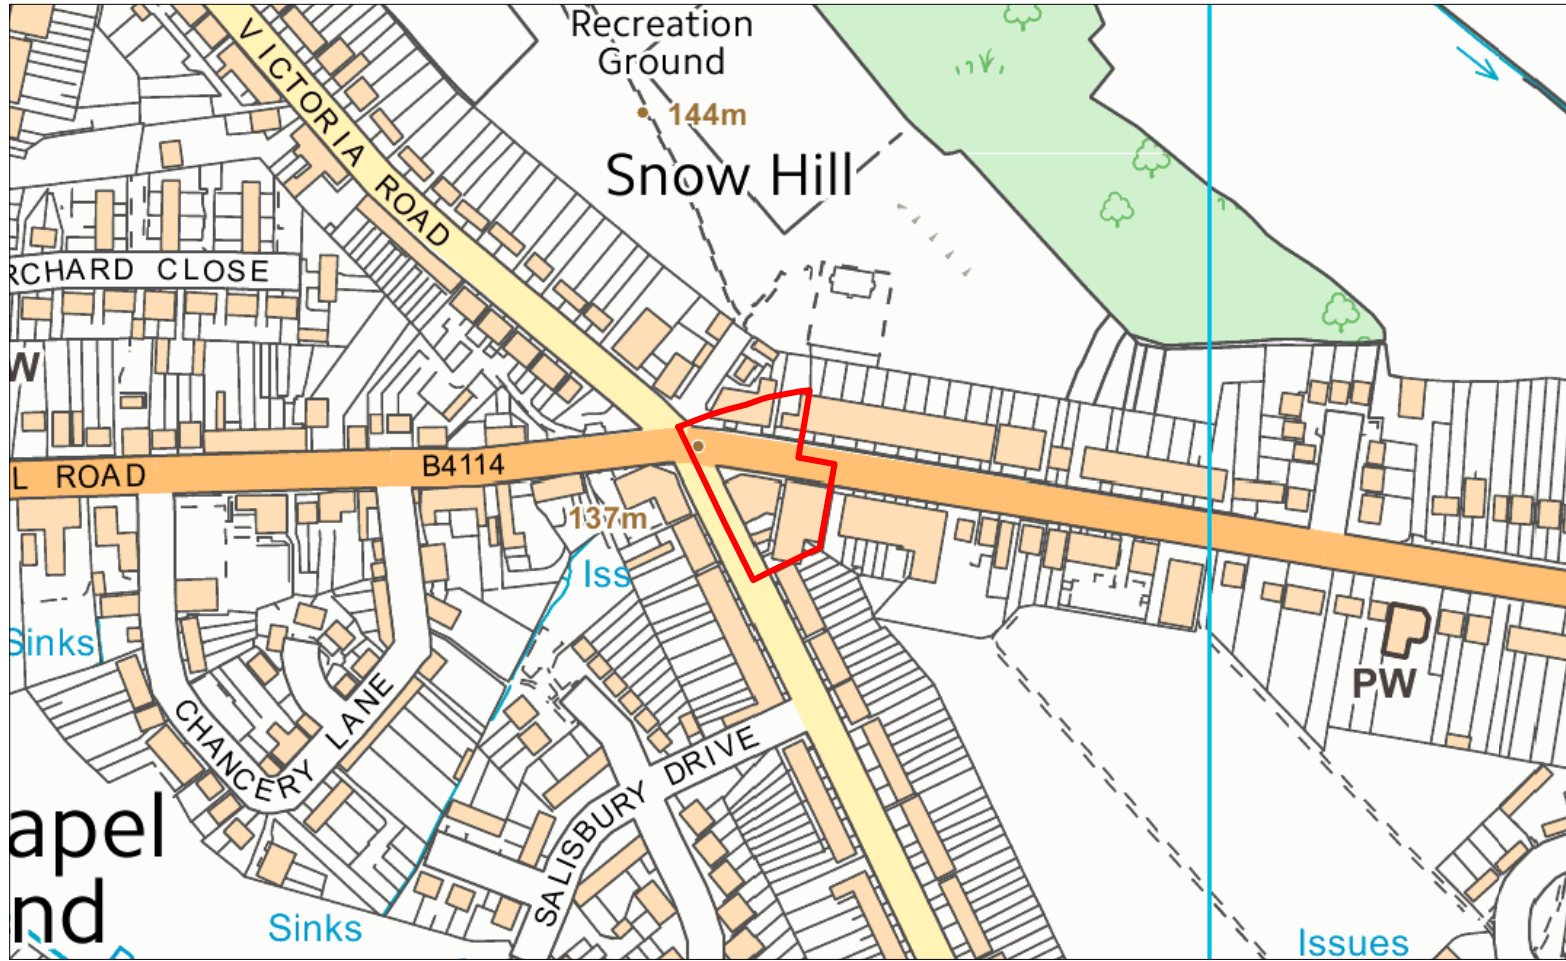 VICTORIA ROAD
Recreation
Ground
144m
Snow Hill
RCHARD CLOSE
W
L ROAD
B4114
137m
Iss
Sinks
PW
CHANCERY LANE
SALISBURY DRIVE
apel
nd
Sinks
Issues